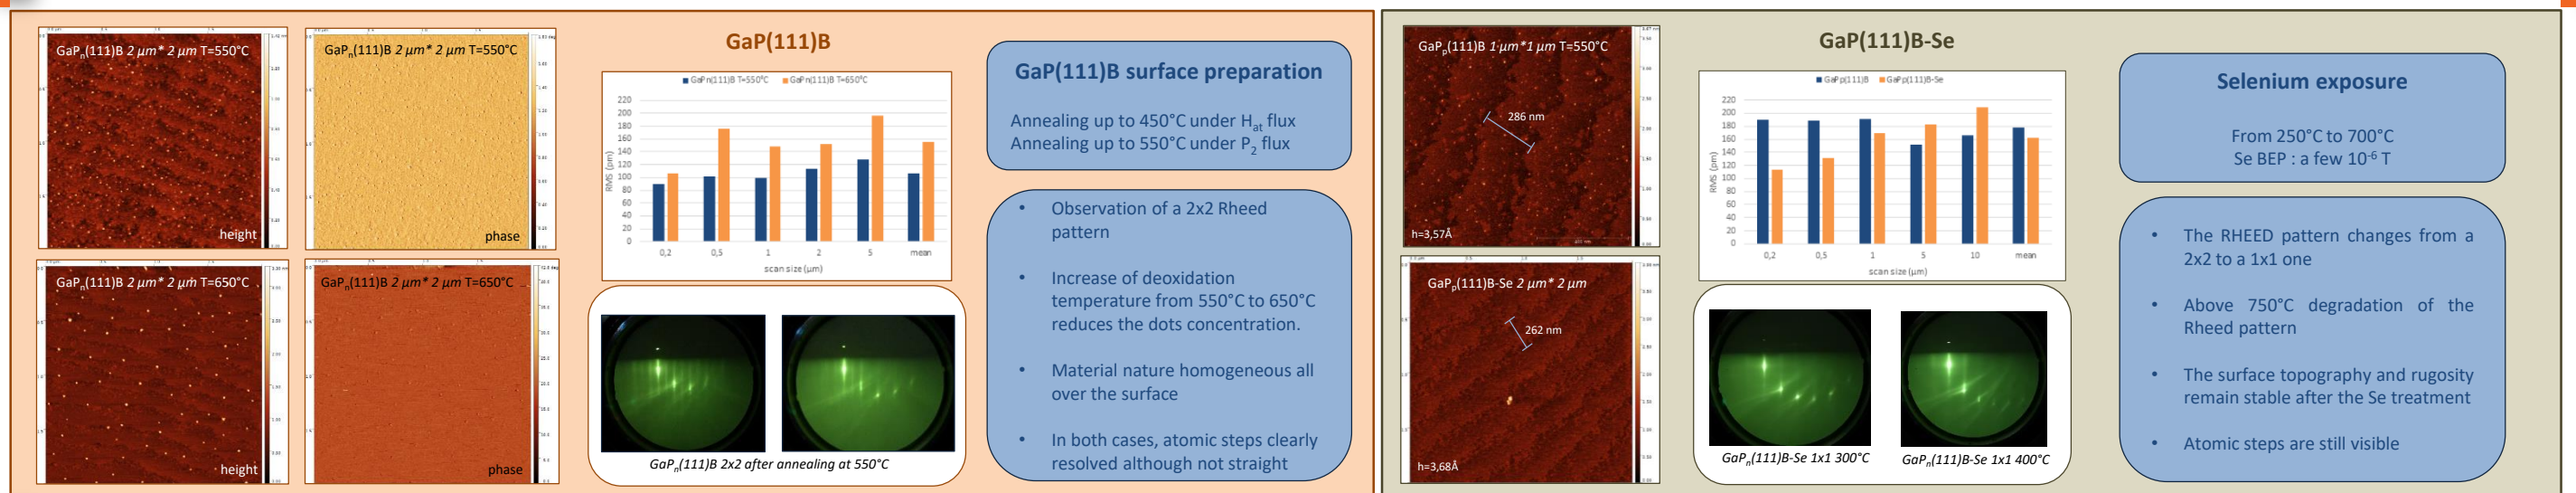 GaPn(111)B 2 µm* 2 µm T=550°C
height
GaPn(111)B 2 µm* 2 µm T=550°C
phase
GaPn(111)B 2 µm* 2 µm T=650°C
height
GaPn(111)B 2 µm* 2 µm T=650°C
phase
GaP(111)B
GaPn(111)B T=550°C GaPn(111)B T=650°C
220
200
180
160
140
120
100
80
60
40
20
0
RMS (pm)
0,2 0,5 1 2 5 mean
scan size (µm)
GaPn(111)B 2x2 after annealing at 550°C
GaP(111)B surface preparation
Annealing up to 450°C under Hat flux
Annealing up to 550°C under P2 flux
• Observation of a 2x2 Rheed
pattern
• Increase of deoxidation
temperature from 550°C to 650°C
reduces the dots concentration.
• Material nature homogeneous all
over the surface
• In both cases, atomic steps clearly
resolved although not straight
GaPp(111)B 1 µm*1 µm T=550°C
286 nm
h=3,57Å
GaPp(111)B-Se 2 µm* 2 µm
262 nm
h=3,68Å
GaP(111)B-Se
GaPp(111)B GaPp(111)B-Se
220
200
180
160
140
120
100
80
60
40
20
0
RMS (pm)
0,2 0,5 1 5 10 mean
scan size (µm)
GaPn(111)B-Se 1x1 300°C
GaPn(111)B-Se 1x1 400°C
Selenium exposure
From 250°C to 700°C
Se BEP : a few 10-6 T
• The RHEED pattern changes from a
2x2 to a 1x1 one
• Above 750°C degradation of the
Rheed pattern
• The surface topography and rugosity
remain stable after the Se treatment
• Atomic steps are still visible